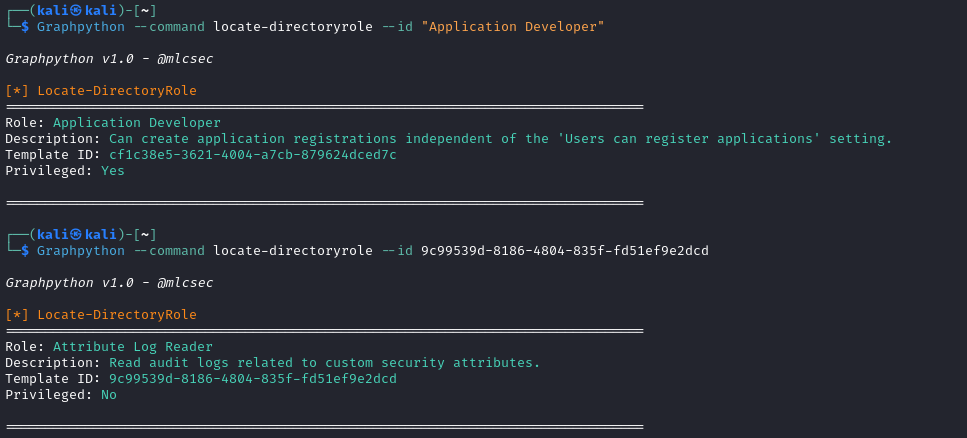 ┌──(kali㉿kali)-[~]
└─$ Graphpython --command locate-directoryrole --id "Application Developer"
Graphpython v1.0 - @mlcsec
[*] Locate-DirectoryRole
================================================================================
Role: Application Developer
Description: Can create application registrations independent of the 'Users can register applications' setting.
Template ID: cf1c38e5-3621-4004-a7cb-879624dced7c
Privileged: Yes
================================================================================
┌──(kali㉿kali)-[~]
└─$ Graphpython --command locate-directoryrole --id 9c99539d-8186-4804-835f-fd51ef9e2dcd
Graphpython v1.0 - @mlcsec
[*] Locate-DirectoryRole
================================================================================
Role: Attribute Log Reader
Description: Read audit logs related to custom security attributes.
Template ID: 9c99539d-8186-4804-835f-fd51ef9e2dcd
Privileged: No
================================================================================